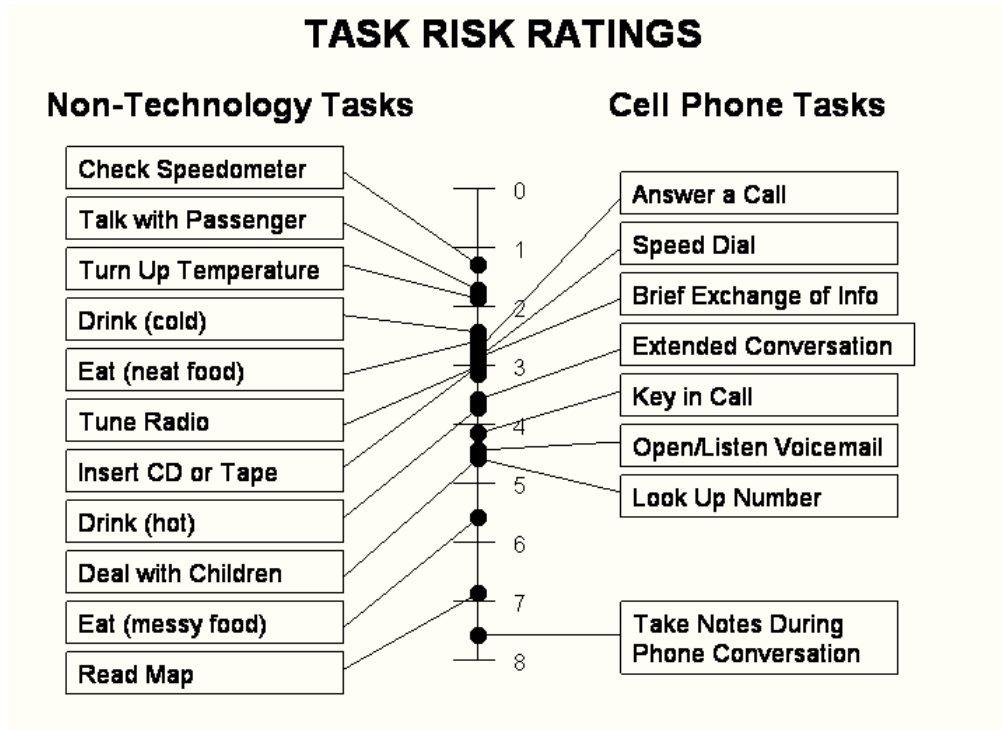 TASK RISK RATINGS
Non-Technology Tasks
Check Speedometer
Talk with Passenger
Turn Up Temperature
Drink (cold)
Eat (neat food)
Tune Radio
Insert CD or Tape
Drink (hot)
Deal with Children
Eat (messy food)
Read Map
0
1
2
3
4
5
6
7
8
Cell Phone Tasks
Answer a Call
Speed Dial
Brief Exchange of Info
Extended Conversation
Key in Call
Open/Listen Voicemail
Look Up Number
Take Notes During
Phone Conversation